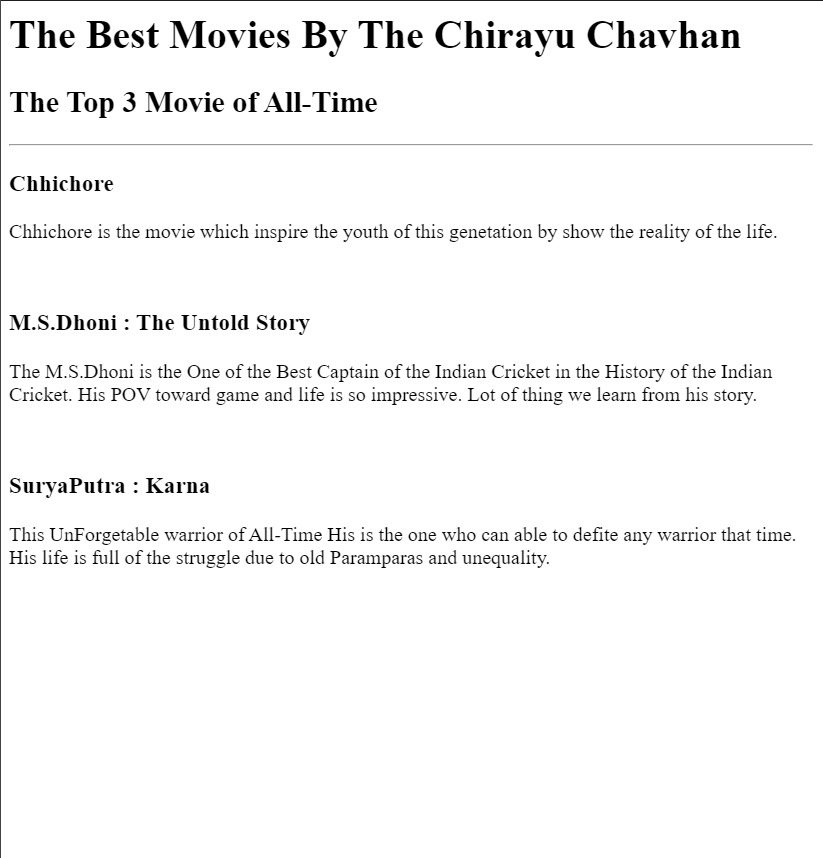 The Best Movies By The Chirayu Chavhan
The Top 3 Movie of All-Time
Chhichore
Chhichore is the movie which inspire the youth of this genetation by show the reality of the life.
M.S.Dhoni : The Untold Story
The M.S.Dhoni is the One of the Best Captain of the Indian Cricket in the History of the Indian
Cricket. His POV toward game and life is so impressive. Lot of thing we learn from his story.
SuryaPutra : Karna
This UnForgetable warrior of All-Time His is the one who can able to defite any warrior that time.
His life is full of the struggle due to old Paramparas and unequality.